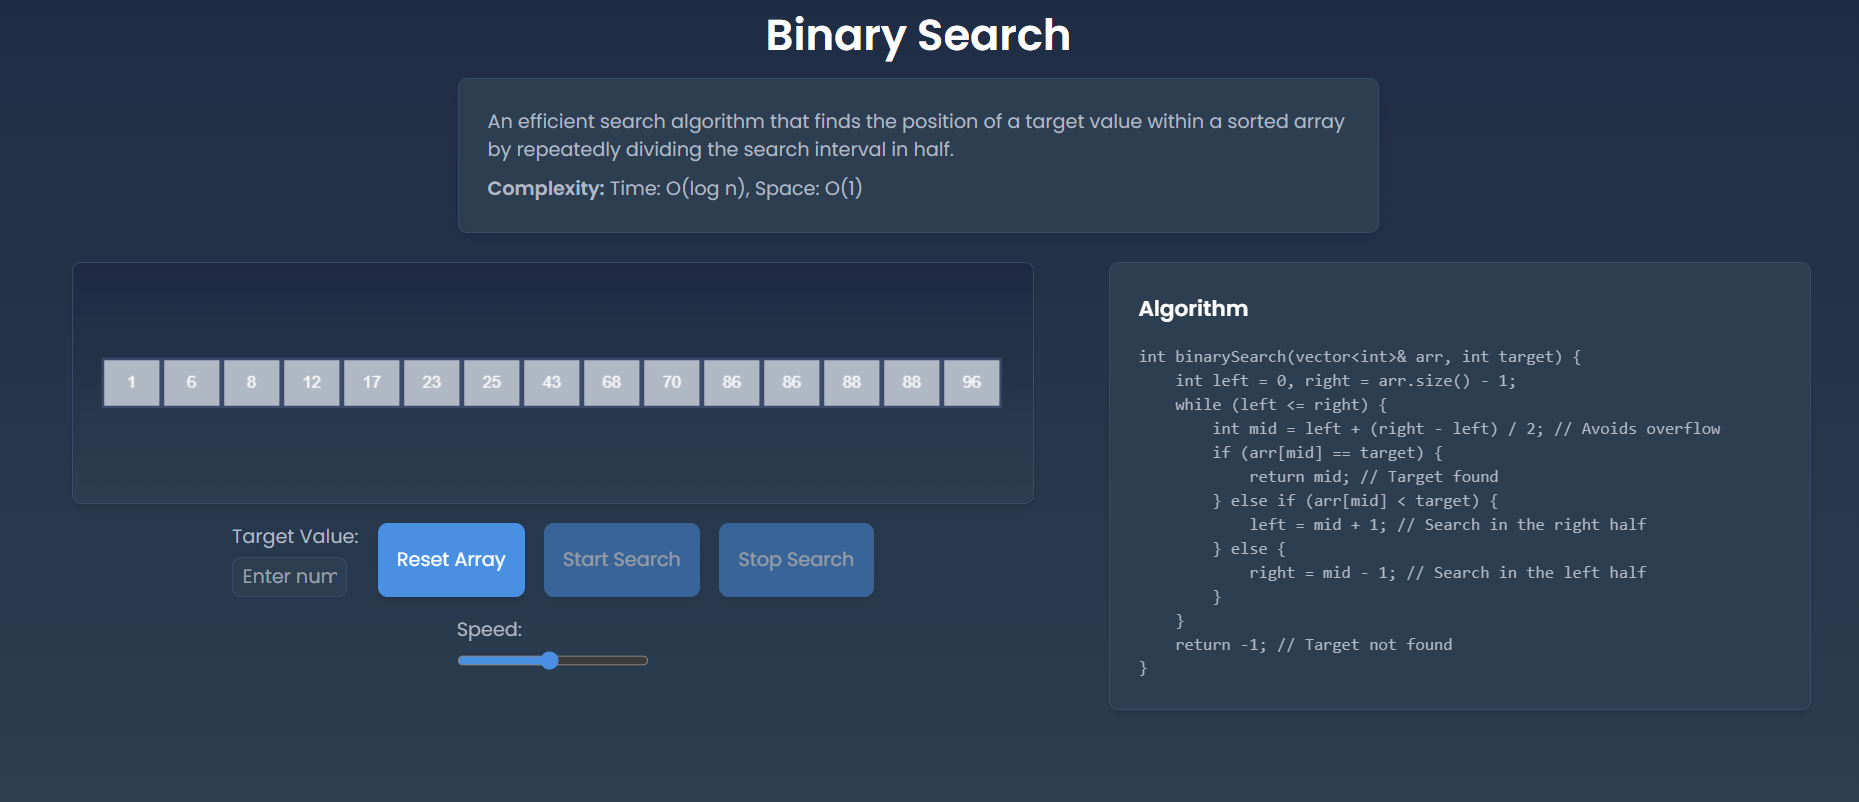 Binary Search
An efficient search algorithm that finds the position of a target value within a sorted array
by repeatedly dividing the search interval in half.
Complexity: Time: O(log n), Space: O(1)
1 6 8 12 17 23 25 43 68 70 86 86 88 88 96
Target Value:
Enter num
Reset Array
Start Search
Stop Search
Speed:
Algorithm
int binarySearch(vector<int>& arr, int target) {
    int left = 0, right = arr.size() - 1;
    while (left <= right) {
        int mid = left + (right - left) / 2; // Avoids overflow
        if (arr[mid] == target) {
            return mid; // Target found
        } else if (arr[mid] < target) {
            left = mid + 1; // Search in the right half
        } else {
            right = mid - 1; // Search in the left half
        }
    }
    return -1; // Target not found
}